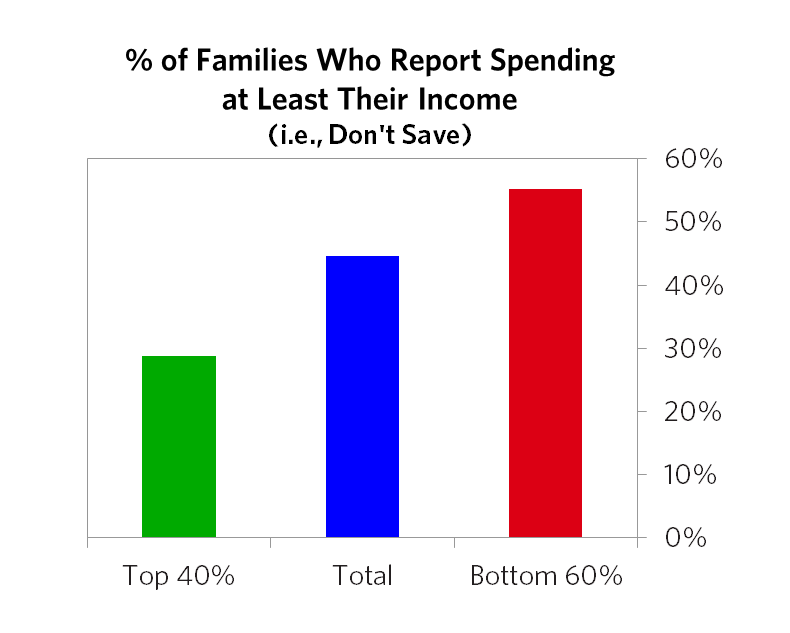 % of Families Who Report Spending
at Least Their Income
(i.e., Don't Save)
60%
50%
40%
30%
20%
10%
0%
Top 40%
Total
Bottom 60%